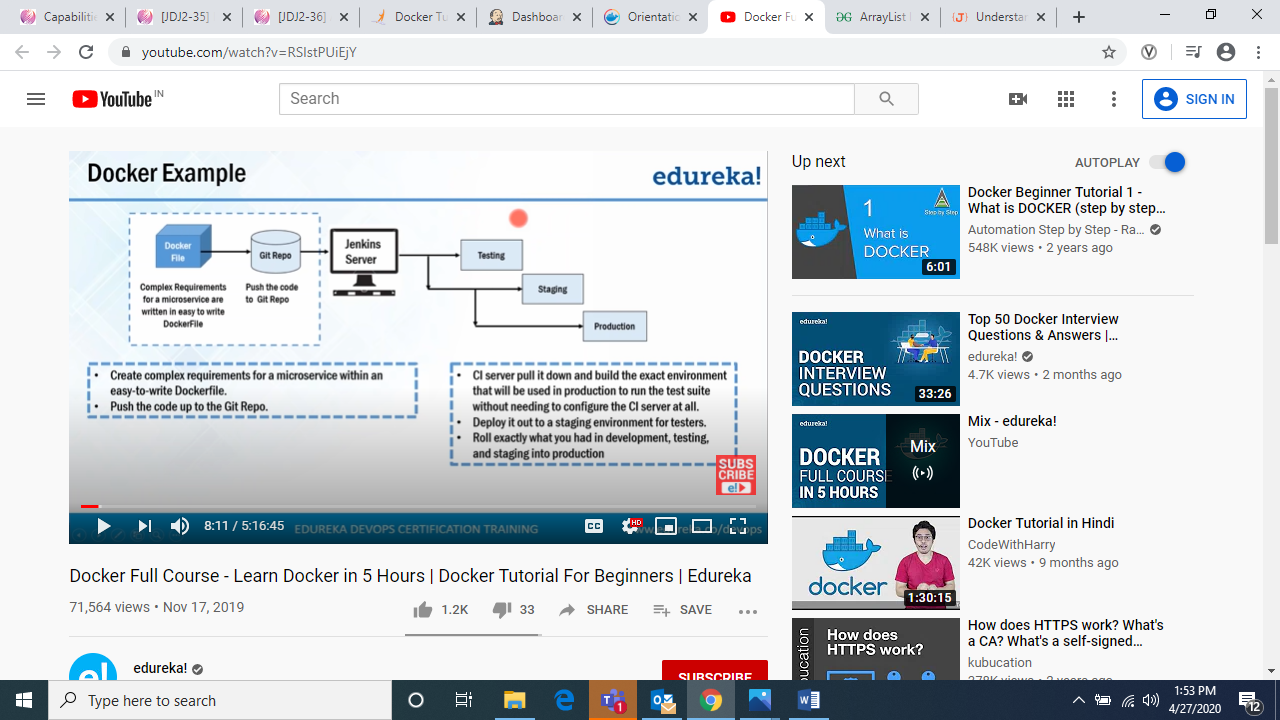 Capabilitie
[JDJ2-35]
[JDJ2-36]
Docker Tu
Dashboar
Orientatio
Docker Fu
ArrayList
Understar
youtube.com/watch?v=RSIstPUiEjY
YouTube IN
Search
SIGN IN
Docker Example
edureka!
Docker
File
Git Repo
Jenkins
Server
Testing
Staging
Production
Complex Requirements
for a microservice are
written in easy to write
DockerFile
Push the code
to Git Repo
• Create complex requirements for a microservice within an
easy-to-write Dockerfile.
• Push the code up to the Git Repo.
• CI server pull it down and build the exact environment
that will be used in production to run the test suite
without needing to configure the CI server at all.
• Deploy it out to a staging environment for testers.
• Roll exactly what you had in development, testing,
and staging into production
SUBS
CRIBE
e!
8:11 / 5:16:45
EDUREKA DEVOPS CERTIFICATION TRAINING
CC
HD
Docker Full Course - Learn Docker in 5 Hours | Docker Tutorial For Beginners | Edureka
71,564 views • Nov 17, 2019
1.2K
33
SHARE
SAVE
edureka!
SUBSCRIBE
Up next
AUTOPLAY
1
What is
DOCKER
Step by Step
6:01
Docker Beginner Tutorial 1 -
What is DOCKER (step by step...
Automation Step by Step - Ra...
548K views • 2 years ago
edureka!
DOCKER
INTERVIEW
QUESTIONS
33:26
Top 50 Docker Interview
Questions & Answers |...
edureka!
4.7K views • 2 months ago
edureka!
DOCKER
FULL COURSE
IN 5 HOURS
Mix
Mix - edureka!
YouTube
docker
1:30:15
Docker Tutorial in Hindi
CodeWithHarry
42K views • 9 months ago
How does
HTTPS work?
How does HTTPS work? What's
a CA? What's a self-signed...
kubucation
Type here to search
1
1:53 PM
4/27/2020
12